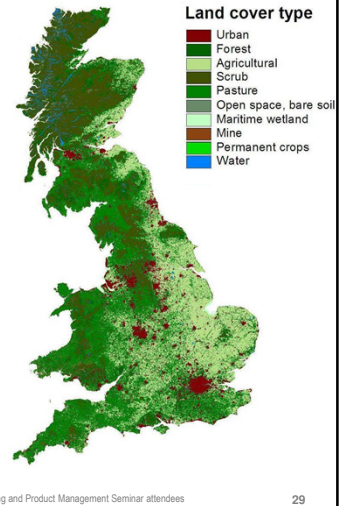 Land cover type
Urban
Forest
Agricultural
Scrub
Pasture
Open space, bare soil
Maritime wetland
Mine
Permanent crops
Water
and Product Management Seminar attendees
29